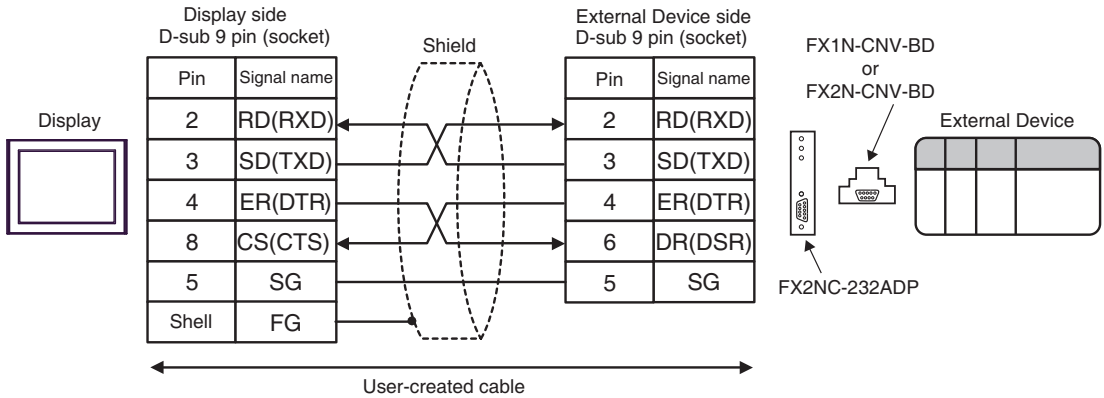 Display side
D-sub 9 pin (socket)
Shield
External Device side
D-sub 9 pin (socket)
FX1N-CNV-BD
or
FX2N-CNV-BD
Display
External Device
Pin Signal name
2 RD(RXD)
3 SD(TXD)
4 ER(DTR)
8 CS(CTS)
5 SG
Shell FG
Pin Signal name
2 RD(RXD)
3 SD(TXD)
4 ER(DTR)
6 DR(DSR)
5 SG
FX2NC-232ADP
User-created cable